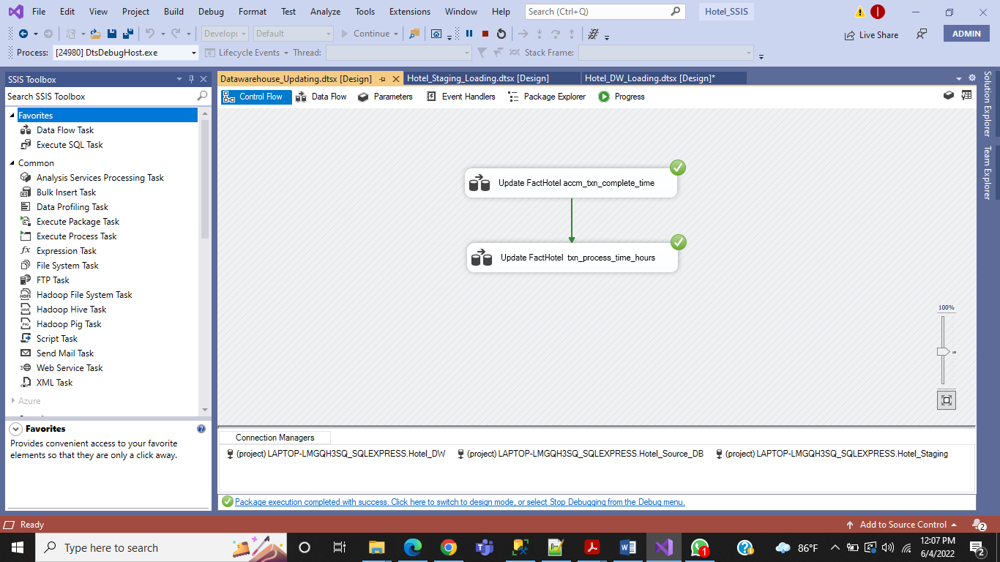 File Edit View Project Build Debug Format Test Analyze Tools Extensions Window Help Search (Ctrl+Q) Hotel_SSIS
Develop Default Continue Live Share ADMIN
Process: [24980] DtsDebugHost.exe Lifecycle Events Thread: Stack Frame:
SSIS Toolbox
Search SSIS Toolbox
Favorites
Data Flow Task
Execute SQL Task
Common
Analysis Services Processing Task
Bulk Insert Task
Data Profiling Task
Execute Package Task
Execute Process Task
fx Expression Task
File System Task
FTP Task
Hadoop File System Task
Hadoop Hive Task
Hadoop Pig Task
Script Task
Send Mail Task
Web Service Task
XML Task
Azure
Favorites
Provides convenient access to your favorite
elements so that they are only a click away.
Datawarehouse_Updating.dtsx [Design] Hotel_Staging_Loading.dtsx [Design] Hotel_DW_Loading.dtsx [Design]*
Control Flow Data Flow Parameters Event Handlers Package Explorer Progress
Update FactHotel accm_txn_complete_time
Update FactHotel txn_process_time_hours
100%
Connection Managers
(project) LAPTOP-LMGQH3SQ_SQLEXPRESS.Hotel_DW (project) LAPTOP-LMGQH3SQ_SQLEXPRESS.Hotel_Source_DB (project) LAPTOP-LMGQH3SQ_SQLEXPRESS.Hotel_Staging
Package execution completed with success. Click here to switch to design mode, or select Stop Debugging from the Debug menu.
Solution Explorer
Team Explorer
Ready Add to Source Control 2
Type here to search 1 86°F 12:07 PM
6/4/2022 2